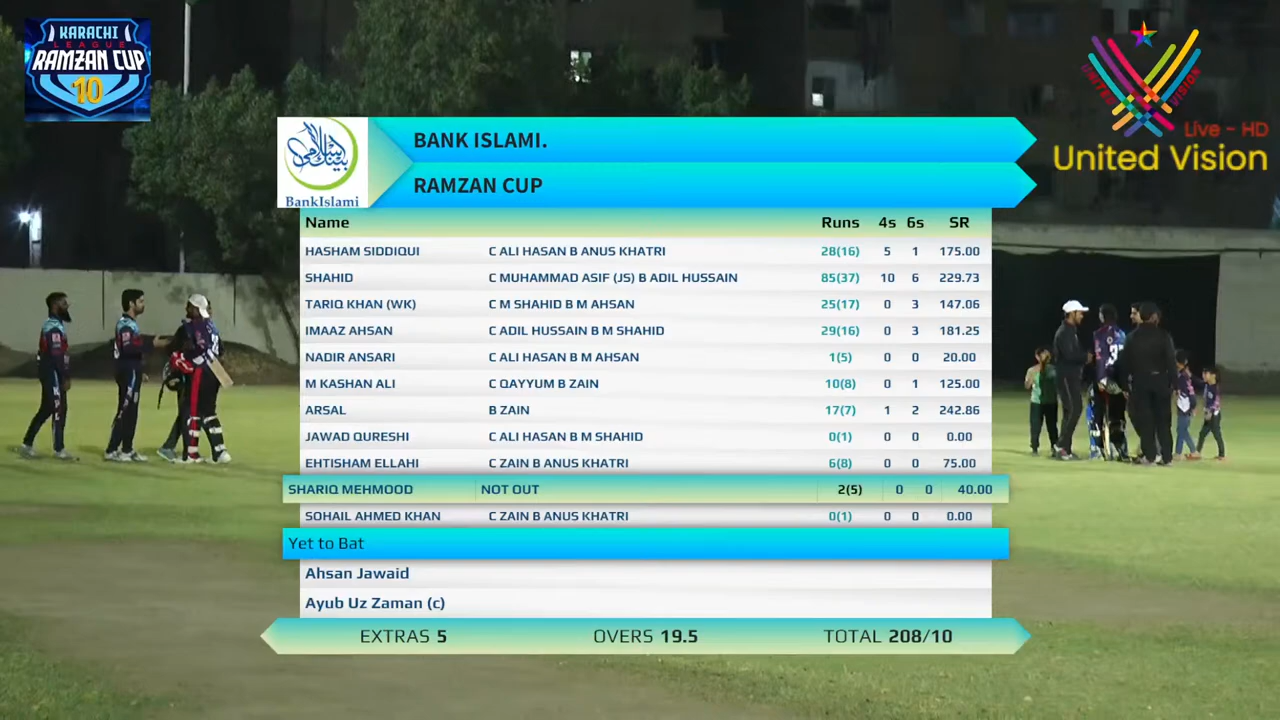 KARACHI
LEAGUE
RAMZAN CUP
10
UNITED VISION
Live - HD
United Vision
بینک اسلامی
BankIslami
BANK ISLAMI.
RAMZAN CUP
Name Runs 4s 6s SR
HASHAM SIDDIQUI C ALI HASAN B ANUS KHATRI 28(16) 5 1 175.00
SHAHID C MUHAMMAD ASIF (JS) B ADIL HUSSAIN 85(37) 10 6 229.73
TARIQ KHAN (WK) C M SHAHID B M AHSAN 25(17) 0 3 147.06
IMAAZ AHSAN C ADIL HUSSAIN B M SHAHID 29(16) 0 3 181.25
NADIR ANSARI C ALI HASAN B M AHSAN 1(5) 0 0 20.00
M KASHAN ALI C QAYYUM B ZAIN 10(8) 0 1 125.00
ARSAL B ZAIN 17(7) 1 2 242.86
JAWAD QURESHI C ALI HASAN B M SHAHID 0(1) 0 0 0.00
EHTISHAM ELLAHI C ZAIN B ANUS KHATRI 6(8) 0 0 75.00
SHARIQ MEHMOOD NOT OUT 2(5) 0 0 40.00
SOHAIL AHMED KHAN C ZAIN B ANUS KHATRI 0(1) 0 0 0.00
Yet to Bat
Ahsan Jawaid
Ayub Uz Zaman (c)
EXTRAS 5 OVERS 19.5 TOTAL 208/10